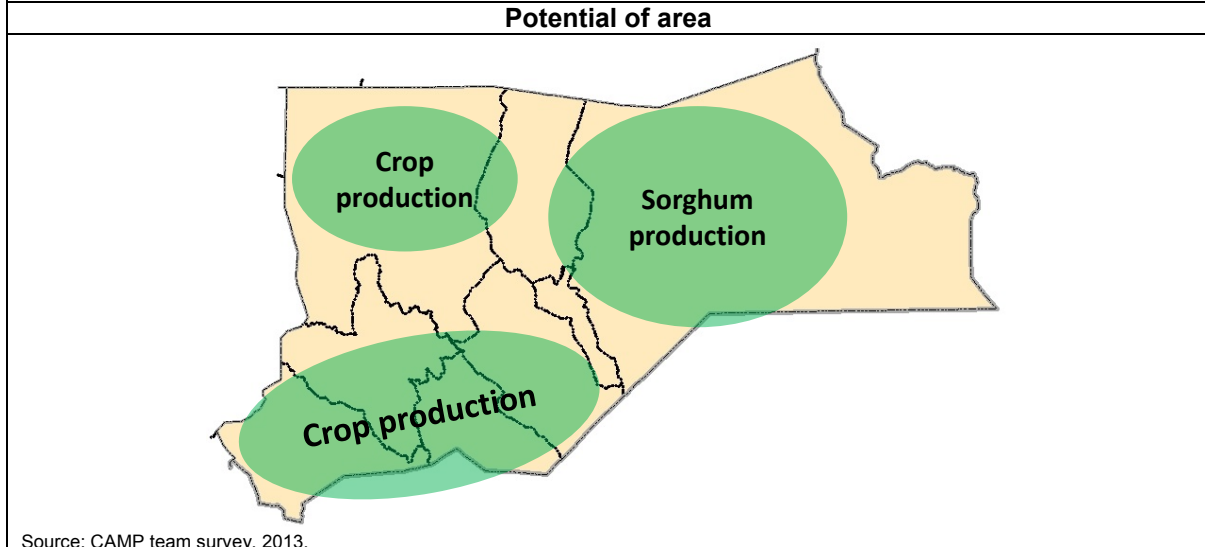 Potential of area
Crop
production
Sorghum
production
Crop production
Source: CAMP team survey, 2013.